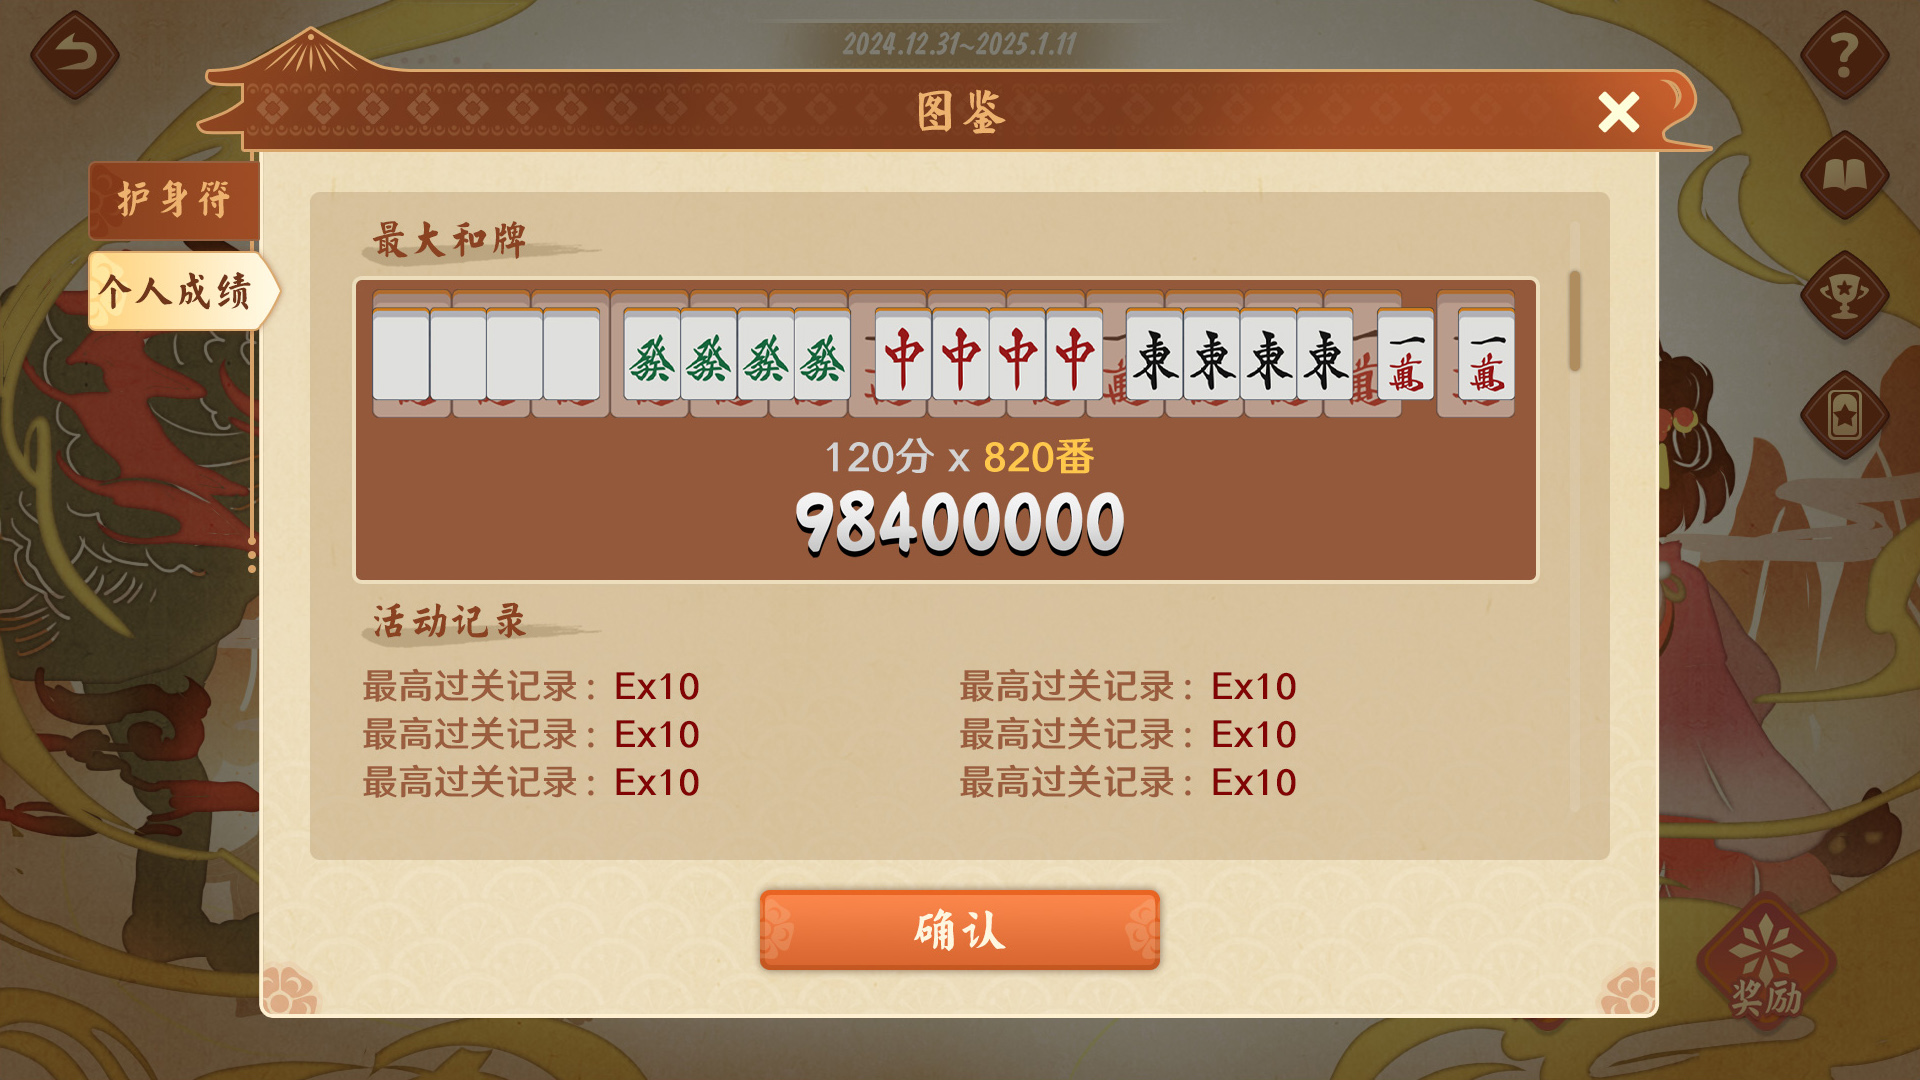 2024.12.31~2025.1.11
图鉴
护身符
个人成绩
最大和牌
發 發 發 發 中 中 中 中 東 東 東 東 一萬 一萬
120分 x 820番
98400000
活动记录
最高过关记录： Ex10 最高过关记录： Ex10
最高过关记录： Ex10 最高过关记录： Ex10
最高过关记录： Ex10 最高过关记录： Ex10
确认
奖励